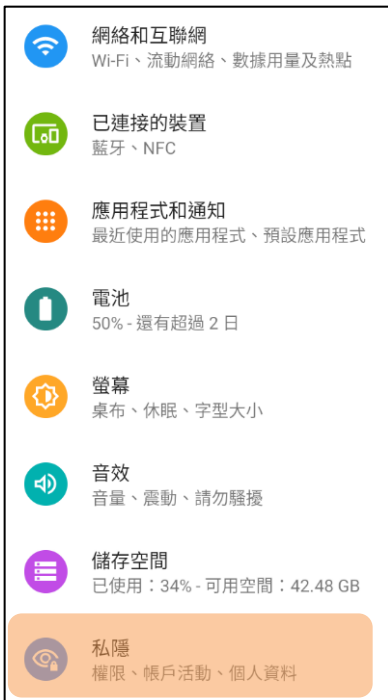 網絡和互聯網
Wi-Fi、流動網絡、數據用量及熱點
已連接的裝置
藍牙、NFC
應用程式和通知
最近使用的應用程式、預設應用程式
電池
50% - 還有超過 2 日
螢幕
桌布、休眠、字型大小
音效
音量、震動、請勿騷擾
儲存空間
已使用：34% - 可用空間：42.48 GB
私隱
權限、帳戶活動、個人資料